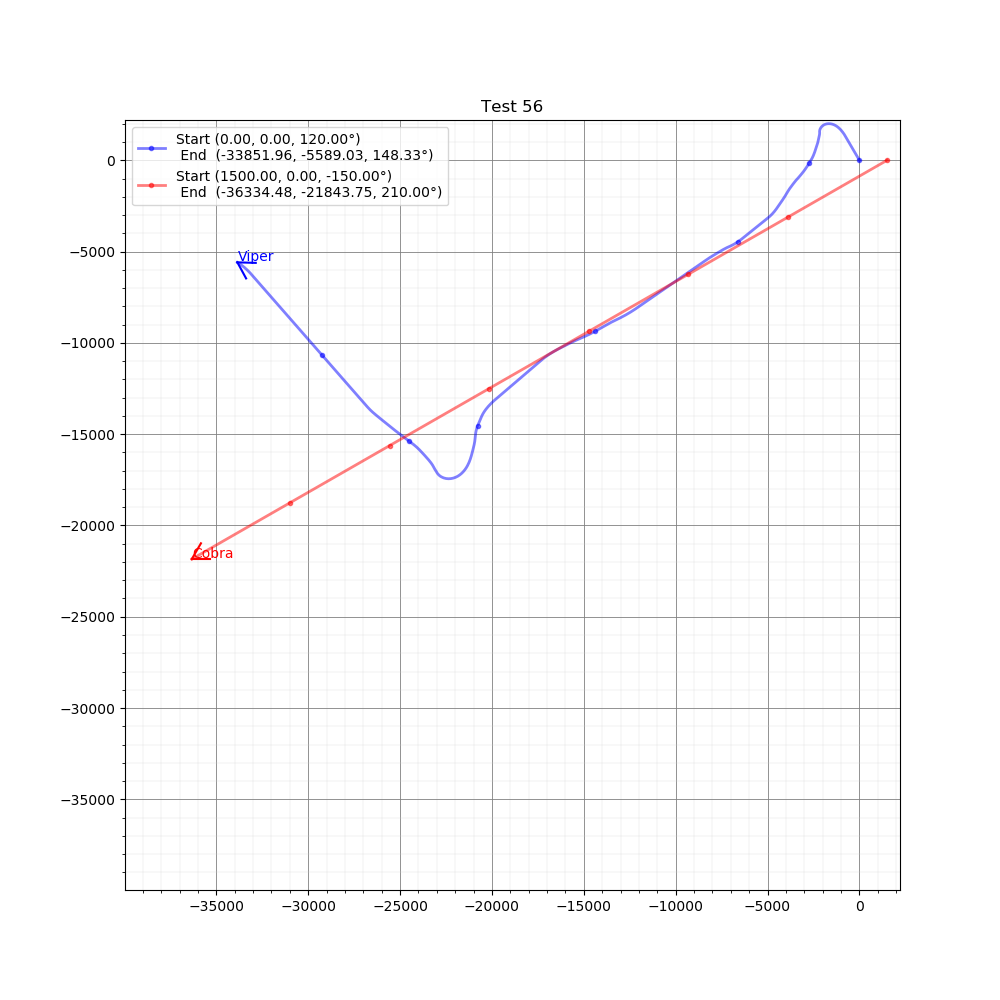 Test 56
Start (0.00, 0.00, 120.00°)
End  (-33851.96, -5589.03, 148.33°)
Start (1500.00, 0.00, -150.00°)
End  (-36334.48, -21843.75, 210.00°)
0
−5000
−10000
−15000
−20000
−25000
−30000
−35000
Viper
Cobra
−35000 −30000 −25000 −20000 −15000 −10000 −5000 0